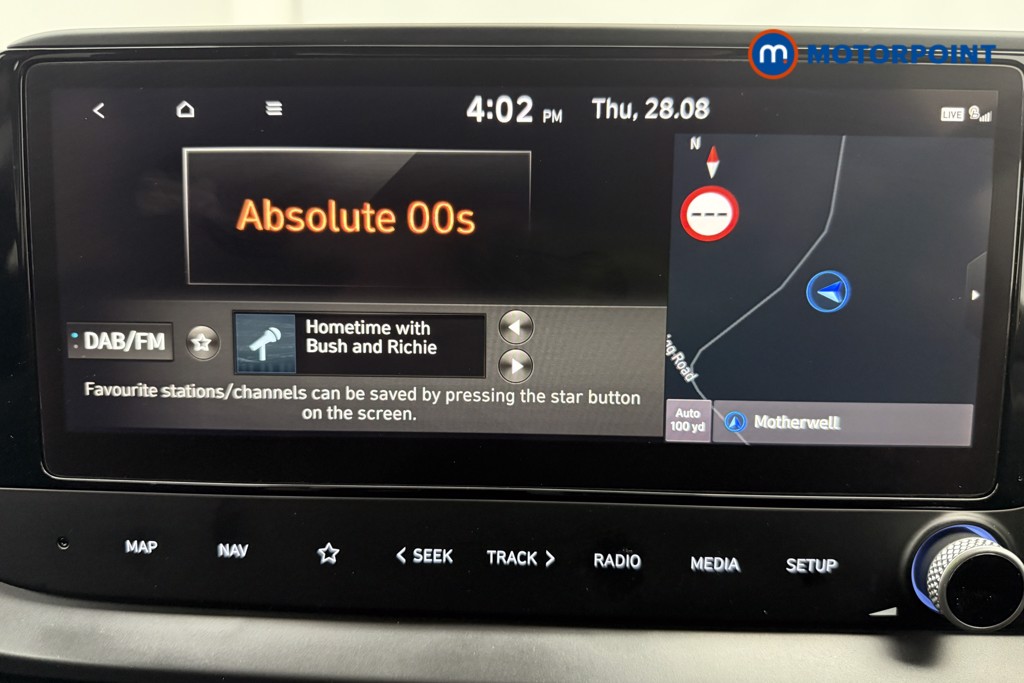 m MOTORPOINT
4:02 PM Thu, 28.08
LIVE
N
Absolute 00s
DAB/FM
Hometime with
Bush and Richie
Favourite stations/channels can be saved by pressing the star button
on the screen.
Road
Auto
100 yd
Motherwell
MAP NAV SEEK TRACK RADIO MEDIA SETUP